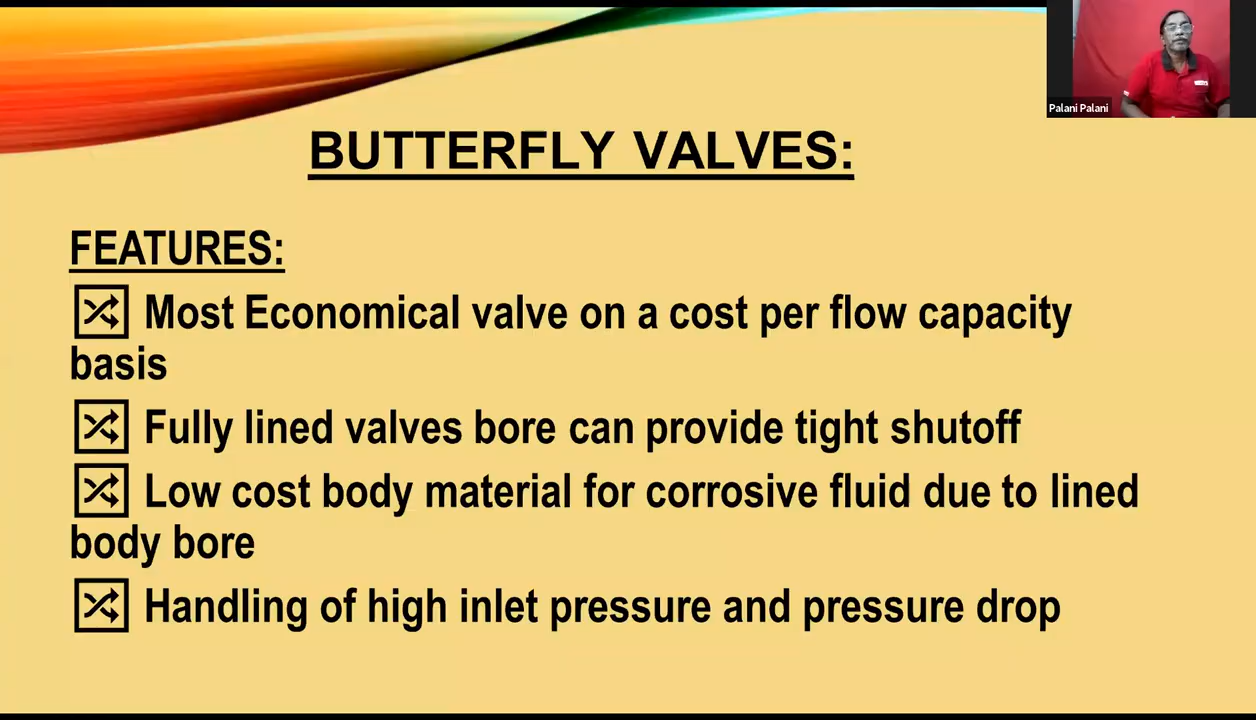 Palani Palani
BUTTERFLY VALVES:
FEATURES:
🔀 Most Economical valve on a cost per flow capacity
basis
🔀 Fully lined valves bore can provide tight shutoff
🔀 Low cost body material for corrosive fluid due to lined
body bore
🔀 Handling of high inlet pressure and pressure drop